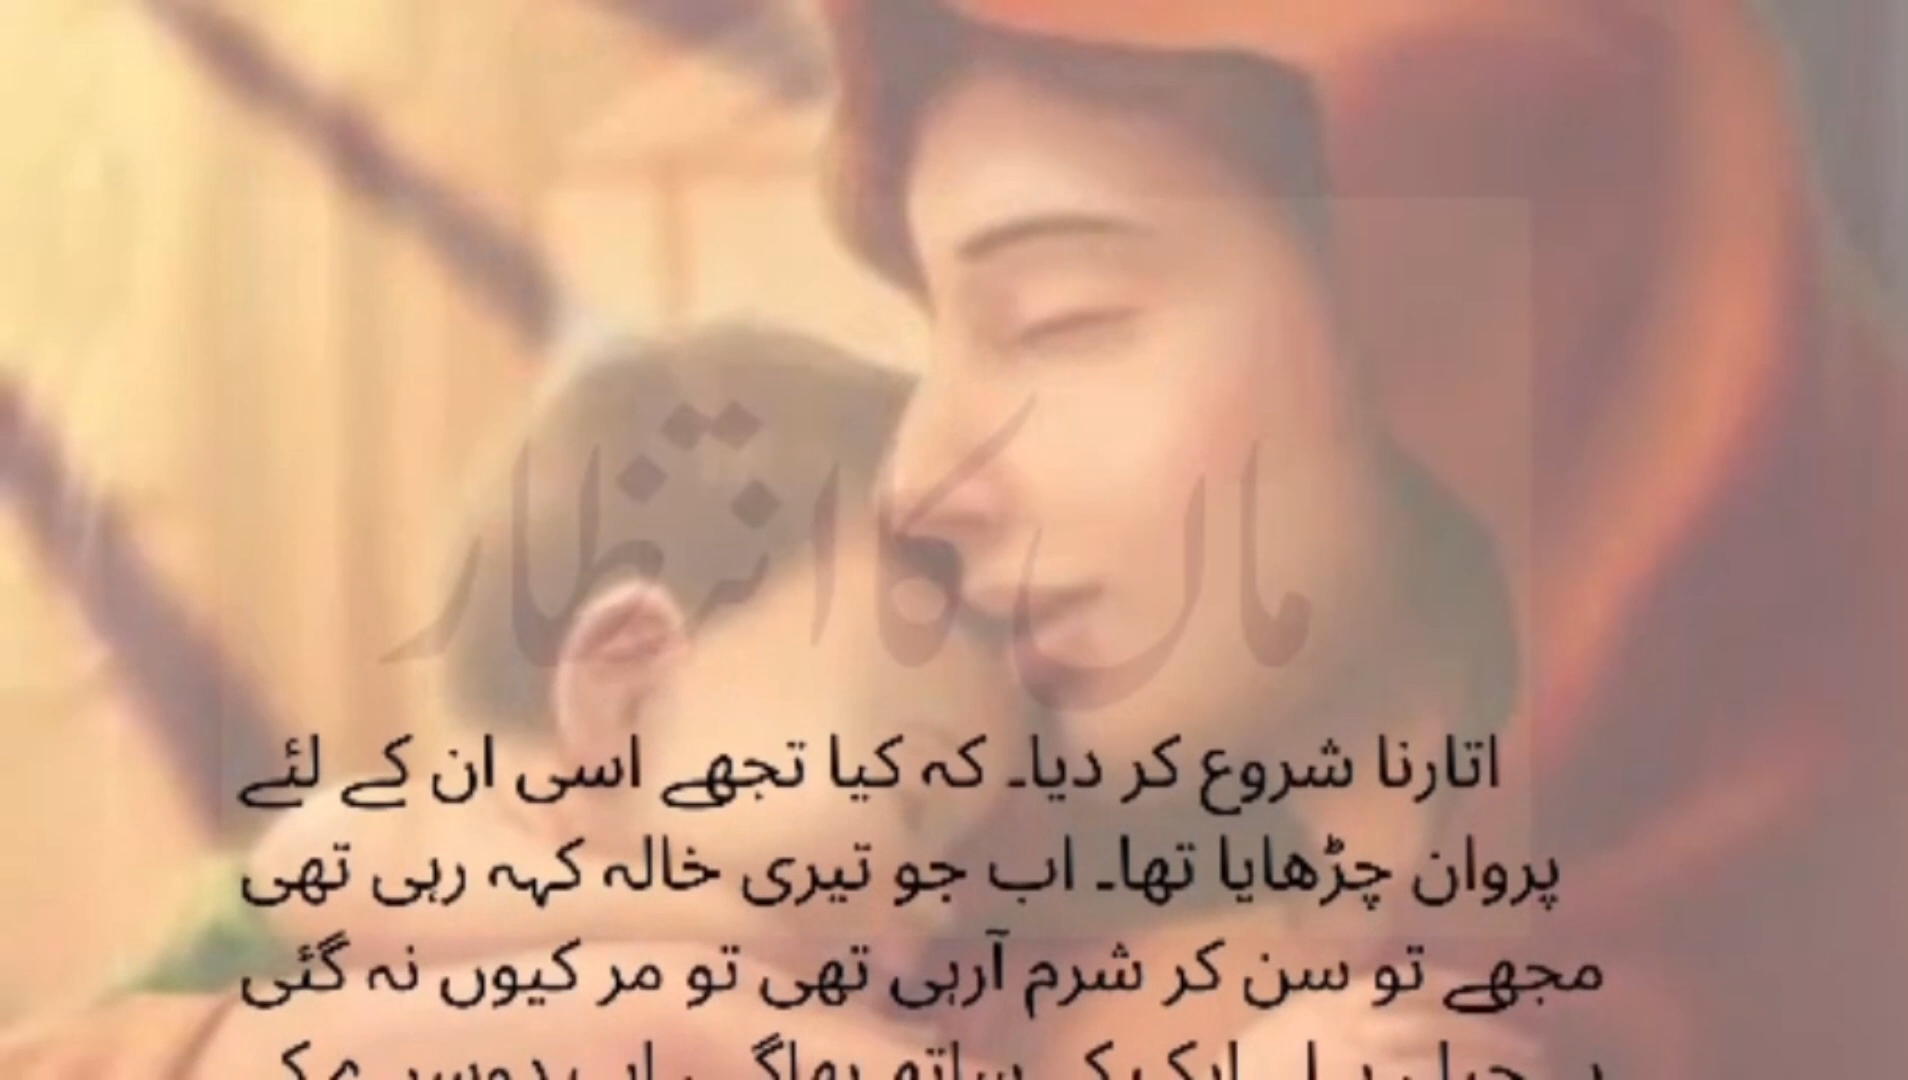 ماں کا انتظار
اتارنا شروع کر دیا۔ کہ کیا تجھے اسی ان کے لئے
پروان چڑھایا تھا۔ اب جو تیری خالہ کہہ رہی تھی
مجھے تو سن کر شرم آرہی تھی تو مر کیوں نہ گئی